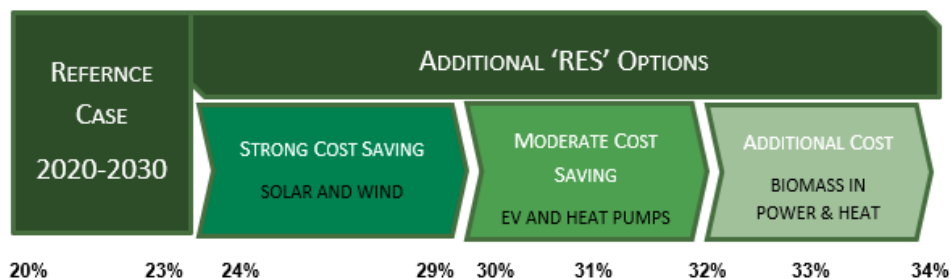 REFERNCE
CASE
2020-2030
ADDITIONAL ‘RES’ OPTIONS
STRONG COST SAVING
SOLAR AND WIND
MODERATE COST
SAVING
EV AND HEAT PUMPS
ADDITIONAL COST
BIOMASS IN
POWER & HEAT
20% 23% 24% 29% 30% 31% 32% 33% 34%